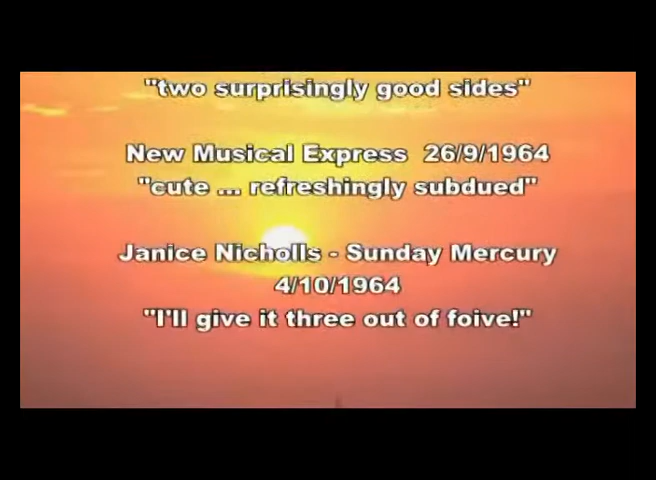 "two surprisingly good sides"
New Musical Express 26/9/1964
"cute ... refreshingly subdued"
Janice Nicholls - Sunday Mercury
4/10/1964
"I'll give it three out of foive!"